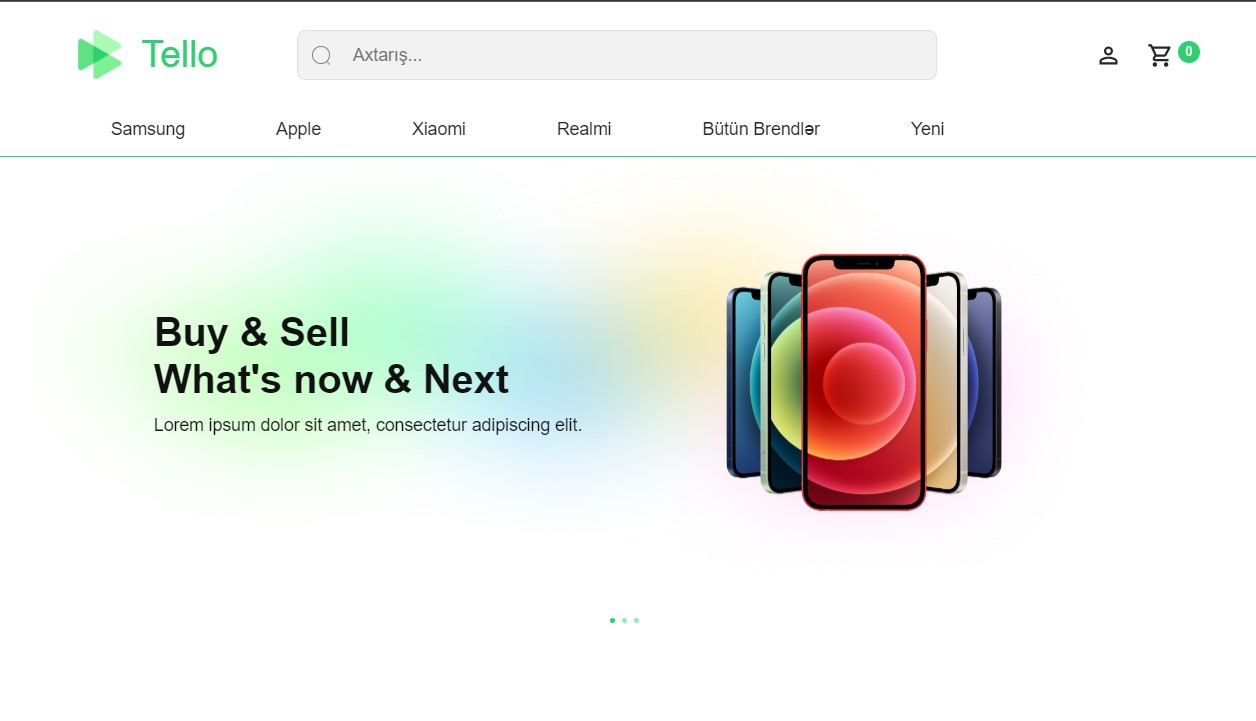 Tello
Axtarış...
0
Samsung Apple Xiaomi Realmi Bütün Brendlər Yeni
Buy & Sell
What's now & Next
Lorem ipsum dolor sit amet, consectetur adipiscing elit.